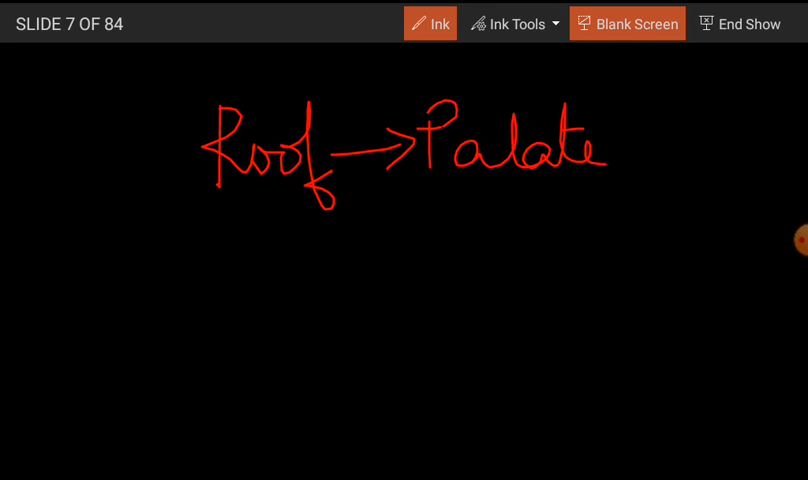 SLIDE 7 OF 84 Ink Ink Tools Blank Screen End Show
Roof → Palate